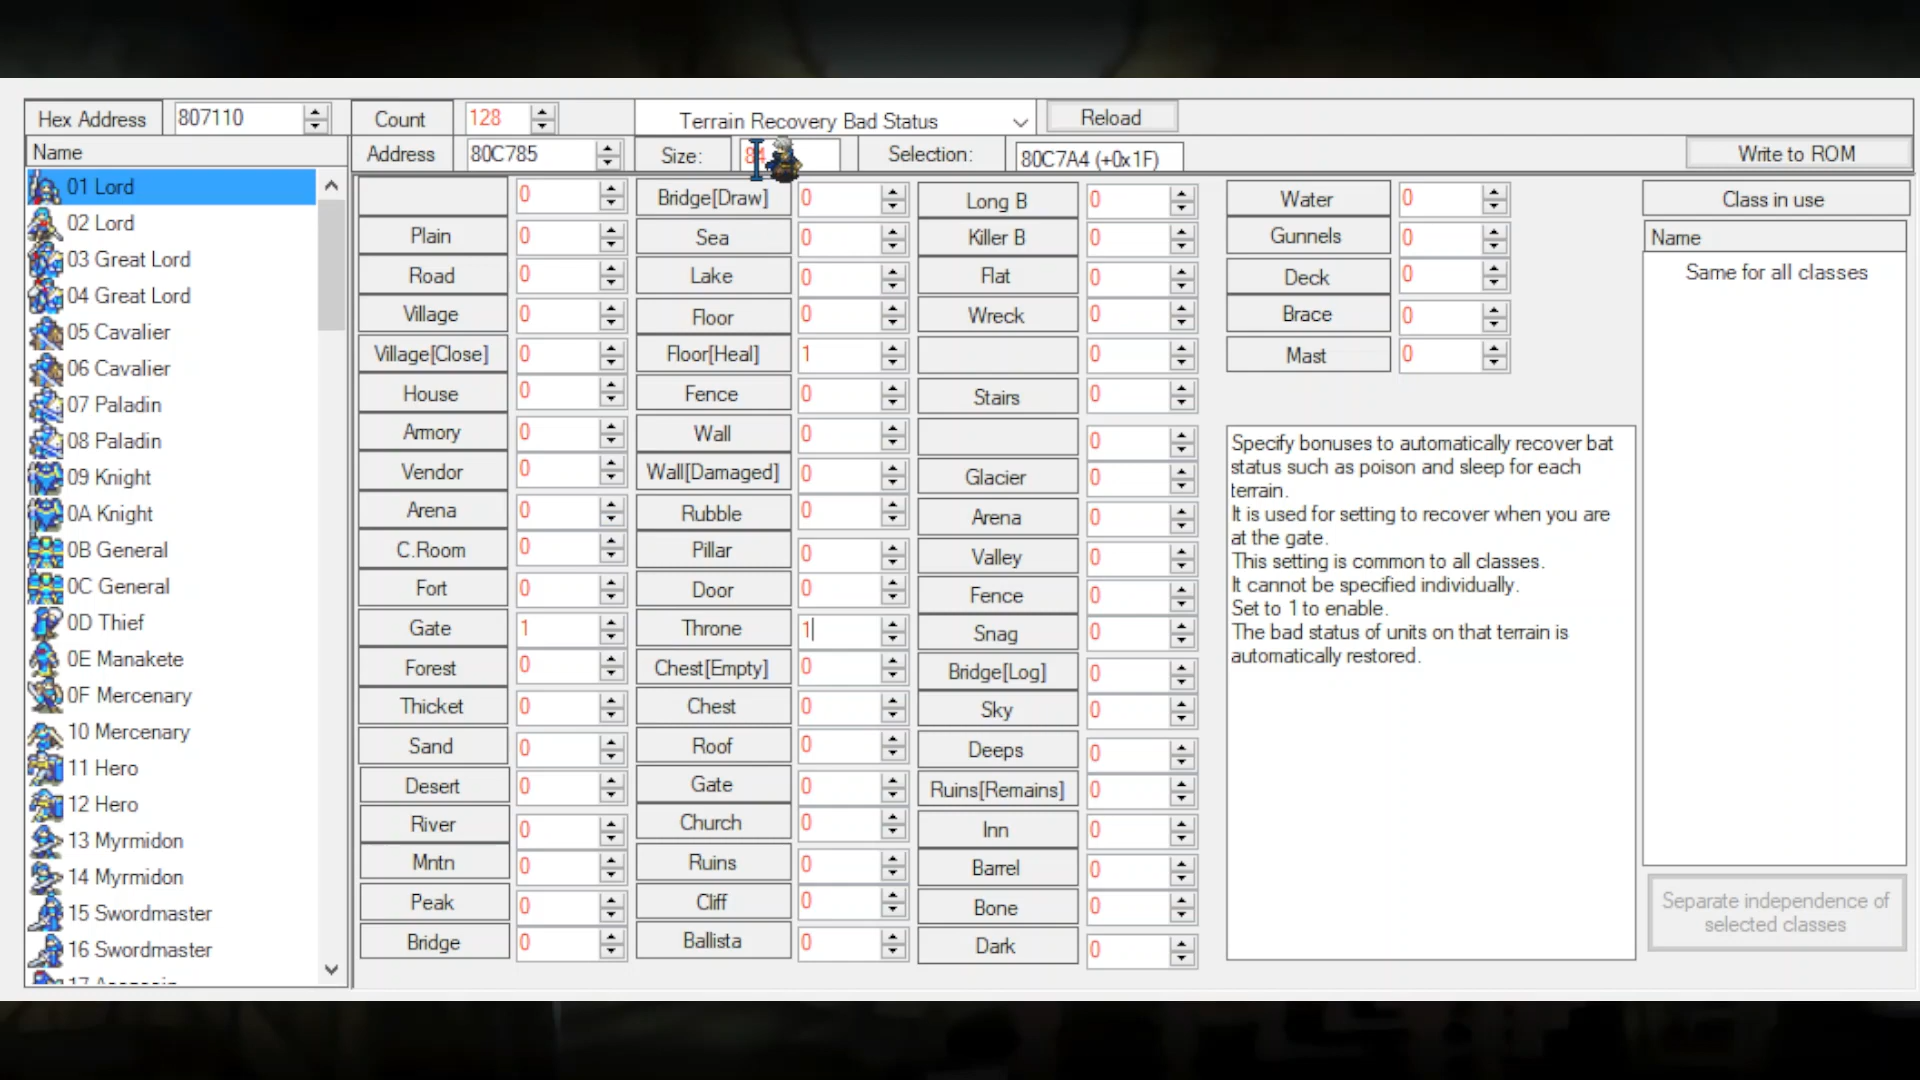 Hex Address 807110 Count 128 Terrain Recovery Bad Status Reload
Name Address 80C785 Size: 84 Selection: 80C7A4 (+0x1F) Write to ROM
01 Lord
02 Lord
03 Great Lord
04 Great Lord
05 Cavalier
06 Cavalier
07 Paladin
08 Paladin
09 Knight
0A Knight
0B General
0C General
0D Thief
0E Manakete
0F Mercenary
10 Mercenary
11 Hero
12 Hero
13 Myrmidon
14 Myrmidon
15 Swordmaster
16 Swordmaster
0
Plain 0
Road 0
Village 0
Village[Close] 0
House 0
Armory 0
Vendor 0
Arena 0
C.Room 0
Fort 0
Gate 1
Forest 0
Thicket 0
Sand 0
Desert 0
River 0
Mntn 0
Peak 0
Bridge 0
Bridge[Draw] 0
Sea 0
Lake 0
Floor 0
Floor[Heal] 1
Fence 0
Wall 0
Wall[Damaged] 0
Rubble 0
Pillar 0
Door 0
Throne 1
Chest[Empty] 0
Chest 0
Roof 0
Gate 0
Church 0
Ruins 0
Cliff 0
Ballista 0
Long B 0
Killer B 0
Flat 0
Wreck 0
0
Stairs 0
0
Glacier 0
Arena 0
Valley 0
Fence 0
Snag 0
Bridge[Log] 0
Sky 0
Deeps 0
Ruins[Remains] 0
Inn 0
Barrel 0
Bone 0
Dark 0
Water 0
Gunnels 0
Deck 0
Brace 0
Mast 0
Specify bonuses to automatically recover bat
status such as poison and sleep for each
terrain.
It is used for setting to recover when you are
at the gate.
This setting is common to all classes.
It cannot be specified individually.
Set to 1 to enable.
The bad status of units on that terrain is
automatically restored.
Class in use
Name
Same for all classes
Separate independence of
selected classes